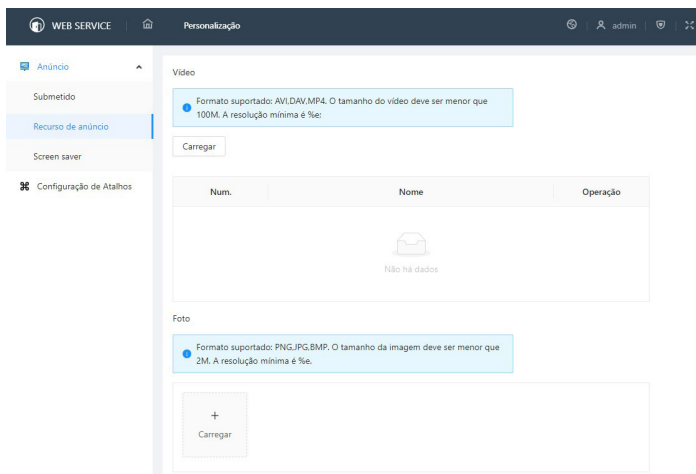 WEB SERVICE
Personalização
admin
Anúncio
Submetido
Recurso de anúncio
Screen saver
Configuração de Atalhos
Vídeo
Formato suportado: AVI,DAV,MP4. O tamanho do vídeo deve ser menor que
100M. A resolução mínima é %e;
Carregar
Num. Nome Operação
Não há dados
Foto
Formato suportado: PNG,JPG,BMP. O tamanho da imagem deve ser menor que
2M. A resolução mínima é %e.
+
Carregar